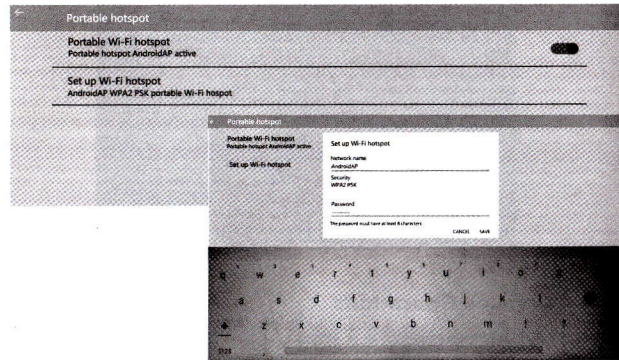 Portable hotspot
Portable Wi-Fi hotspot
Portable hotspot AndroidAP active
Set up Wi-Fi hotspot
AndroidAP WPA2 PSK portable Wi-Fi hospot
Portable hotspot
Portable Wi-Fi hotspot
Portable hotspot AndroidAP active
Set up Wi-Fi hotspot
Set up Wi-Fi hotspot
Network name
AndroidAP
Security
WPA2 PSK
Password
The password must have at least 8 characters
CANCEL SAVE
q w e r t y u i o
a s d f g h j k l
z x c v b n m ! ?
?123 ,